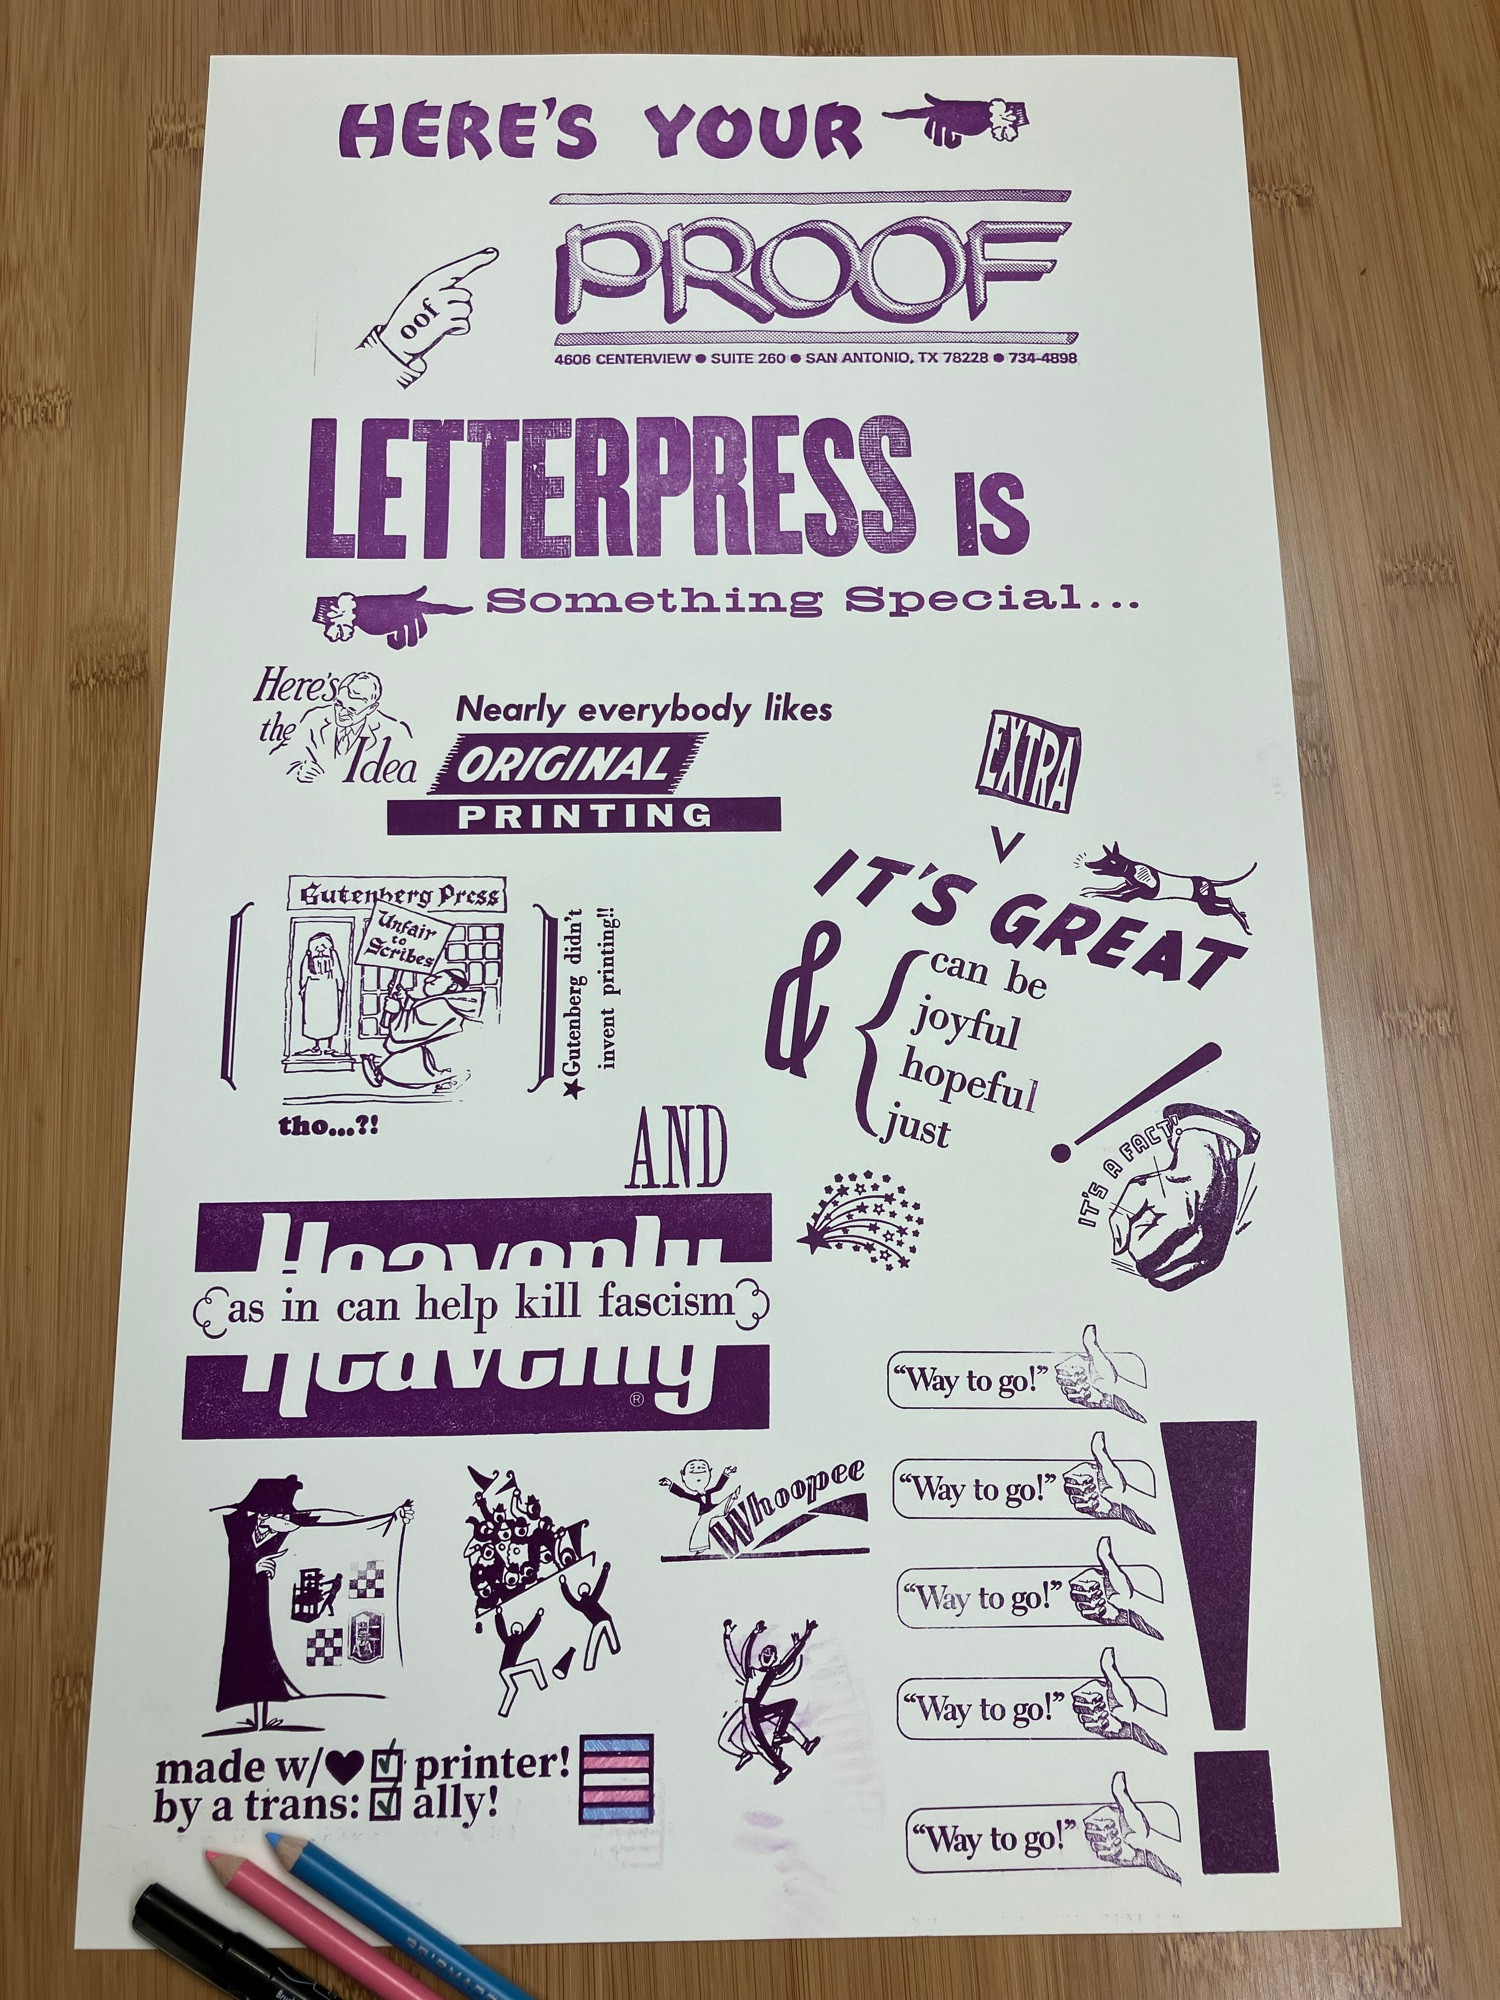 HERE'S YOUR
PROOF
oof
4606 CENTERVIEW ● SUITE 260 ● SAN ANTONIO, TX 78228 ● 734-4898
LETTERPRESS IS
Something Special...
Here's
the
Idea
Nearly everybody likes
ORIGINAL
PRINTING
EXTRA
IT'S GREAT
&
can be
joyful
hopeful
just
Gutenberg Press
Unfair
to
Scribes
★Gutenberg didn't
invent printing!!
tho...?!
!
IT'S A FACT!
AND
Heavenly
as in can help kill fascism
Heavenly®
"Way to go!"
"Way to go!"
"Way to go!"
"Way to go!"
"Way to go!"
!
Whoopee
made w/♥ ☑ printer!
by a trans: ☑ ally!